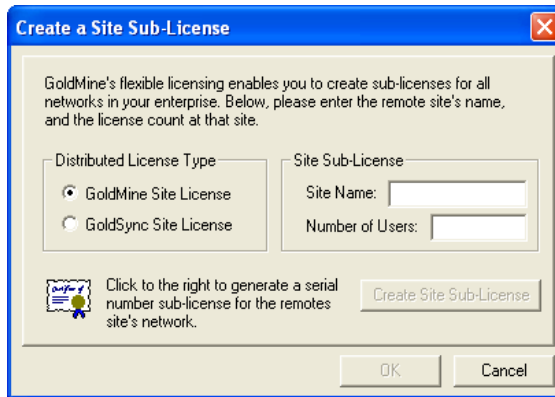 Create a Site Sub-License
GoldMine's flexible licensing enables you to create sub-licenses for all
networks in your enterprise. Below, please enter the remote site's name,
and the license count at that site.
Distributed License Type
GoldMine Site License
GoldSync Site License
Site Sub-License
Site Name:
Number of Users:
Click to the right to generate a serial
number sub-license for the remotes
site's network.
Create Site Sub-License
OK
Cancel